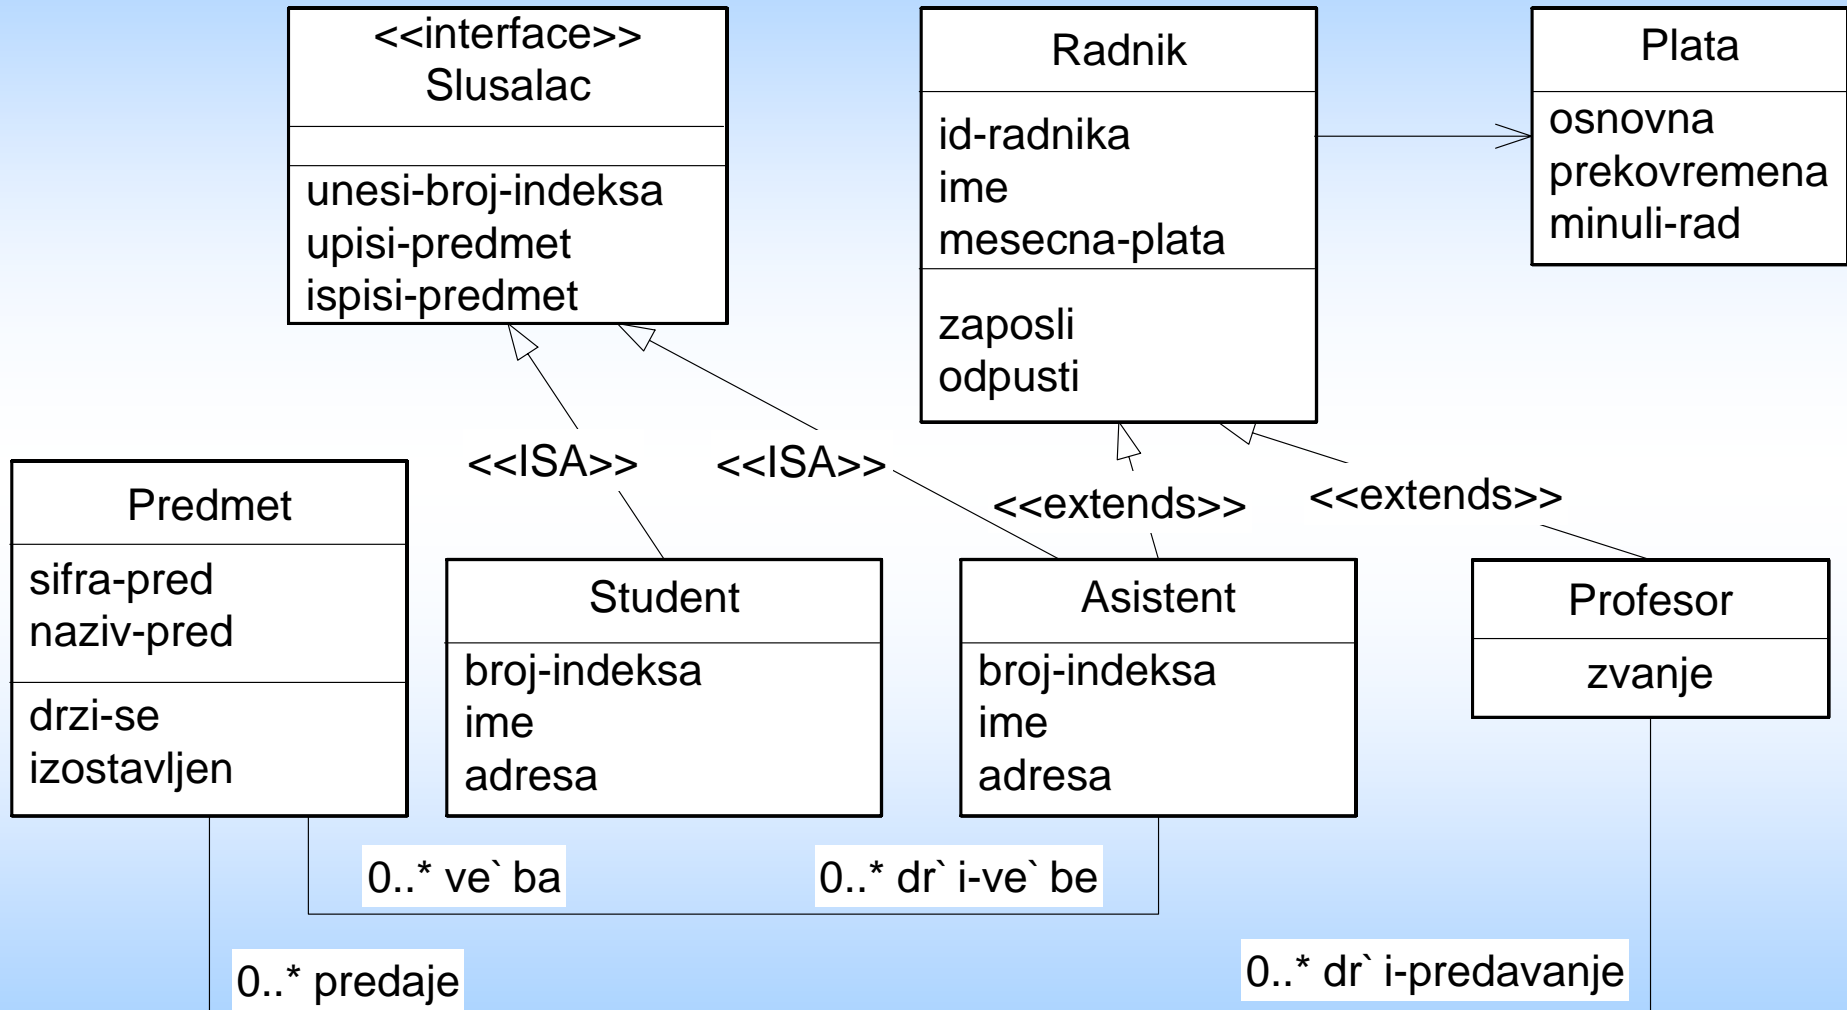 <<interface>>
Slusalac
unesi-broj-indeksa
upisi-predmet
ispisi-predmet
Radnik
id-radnika
ime
mesecna-plata
zaposli
odpusti
Plata
osnovna
prekovremena
minuli-rad
<<ISA>>
<<ISA>>
<<extends>>
<<extends>>
Predmet
sifra-pred
naziv-pred
drzi-se
izostavljen
Student
broj-indeksa
ime
adresa
Asistent
broj-indeksa
ime
adresa
Profesor
zvanje
0..* ve` ba
0..* dr` i-ve` be
0..* predaje
0..* dr` i-predavanje